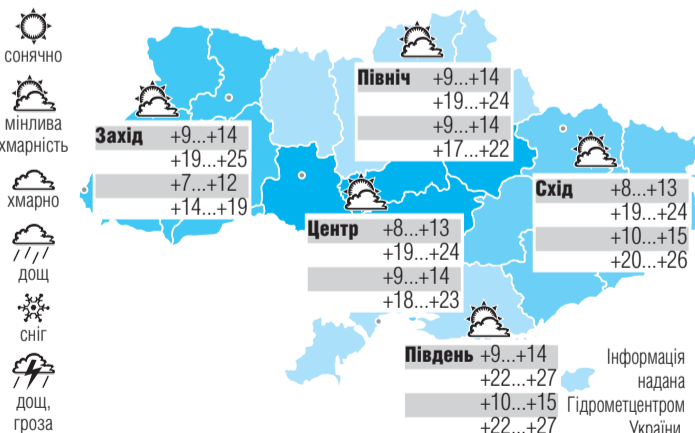 сонячно
мінлива
хмарність
хмарно
дощ
сніг
дощ,
гроза
Північ +9...+14
+19...+24
+9...+14
+17...+22
Захід +9...+14
+19...+25
+7...+12
+14...+19
Схід +8...+13
+19...+24
+10...+15
+20...+26
Центр +8...+13
+19...+24
+9...+14
+18...+23
Південь +9...+14
+22...+27
+10...+15
+22...+27
Інформація
надана
Гідрометцентром
України.